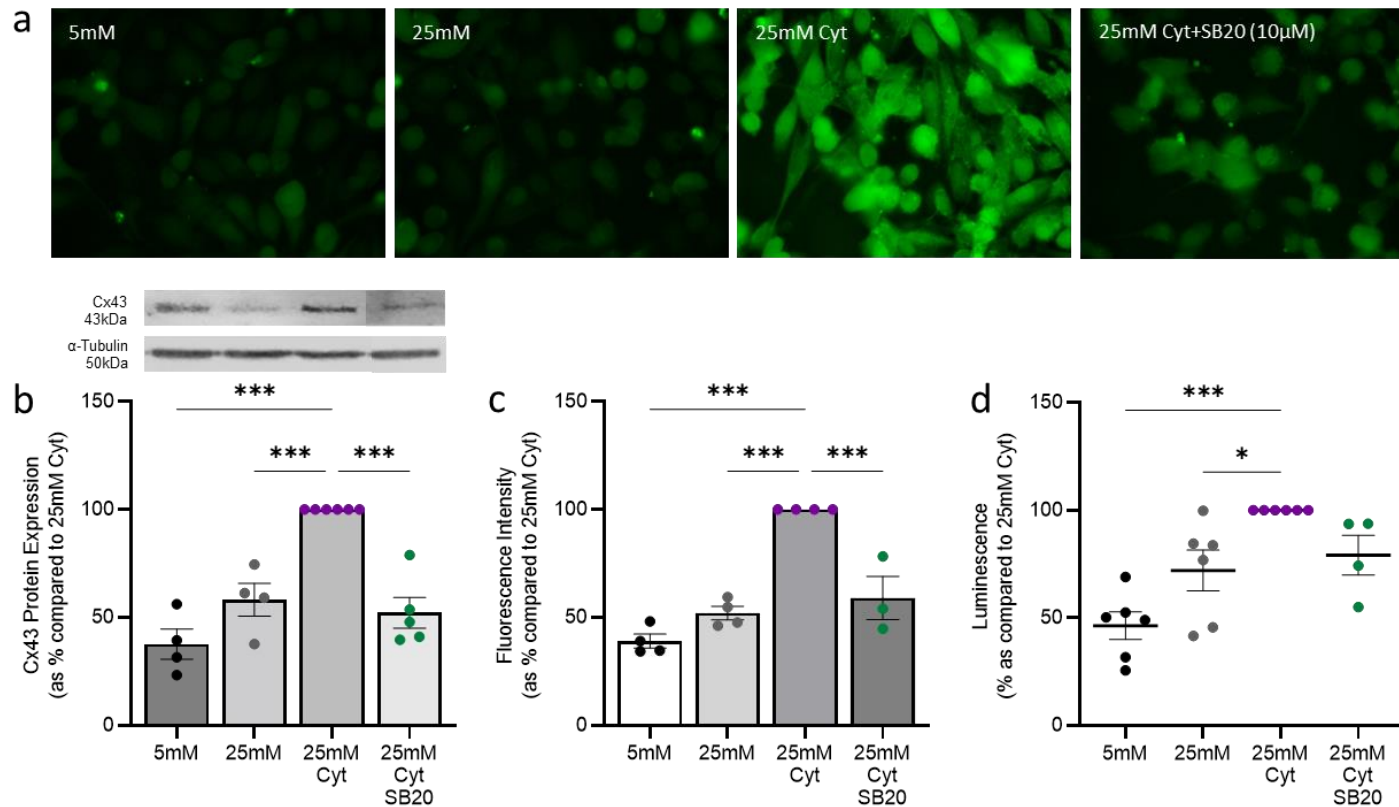 a
5mM
25mM
25mM Cyt
25mM Cyt+SB20 (10µM)
Cx43
43kDa
α-Tubulin
50kDa
b
Cx43 Protein Expression
(as % compared to 25mM Cyt)
150
100
50
0
***
***
***
5mM
25mM
25mM
Cyt
25mM
Cyt
SB20
c
Fluorescence Intensity
(as % compared to 25mM Cyt)
150
100
50
0
***
***
***
5mM
25mM
25mM
Cyt
25mM
Cyt
SB20
d
Luminescence
(% as compared to 25mM Cyt)
150
100
50
0
***
*
5mM
25mM
25mM
Cyt
25mM
Cyt
SB20